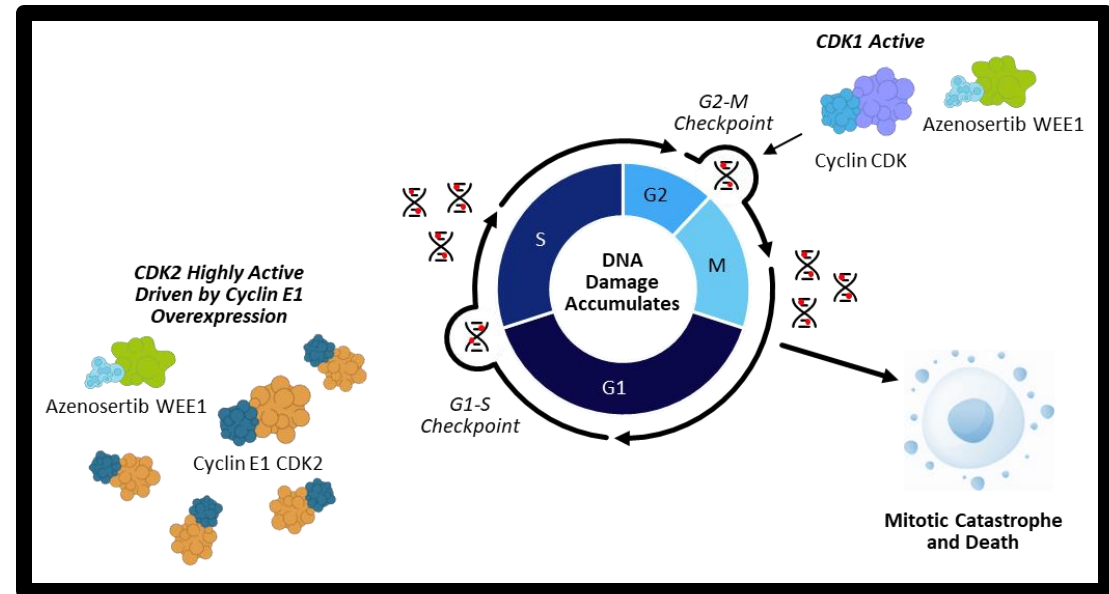 CDK1 Active
Azenosertib WEE1
Cyclin CDK
G2-M
Checkpoint
G2
S
M
DNA
Damage
Accumulates
G1
CDK2 Highly Active
Driven by Cyclin E1
Overexpression
Azenosertib WEE1
Cyclin E1 CDK2
G1-S
Checkpoint
Mitotic Catastrophe
and Death